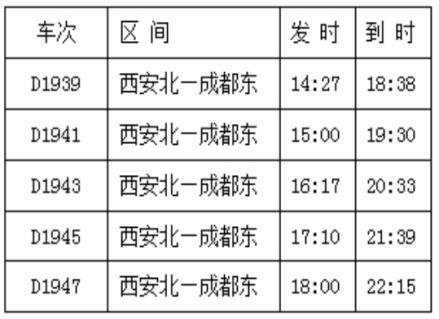 车次 区 间 发 时 到 时
D1939 西安北一成都东 14:27 18:38
D1941 西安北一成都东 15:00 19:30
D1943 西安北一成都东 16:17 20:33
D1945 西安北一成都东 17:10 21:39
D1947 西安北一成都东 18:00 22:15